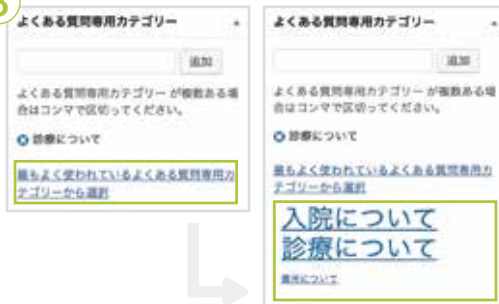 よくある質問専用カテゴリー
追加
よくある質問専用カテゴリー が複数ある場
合はコンマで区切ってください。
診療について
最もよく使われているよくある質問専用カ
テゴリーから選択
よくある質問専用カテゴリー
追加
よくある質問専用カテゴリー が複数ある場
合はコンマで区切ってください。
診療について
最もよく使われているよくある質問専用カ
テゴリーから選択
入院について
診療について